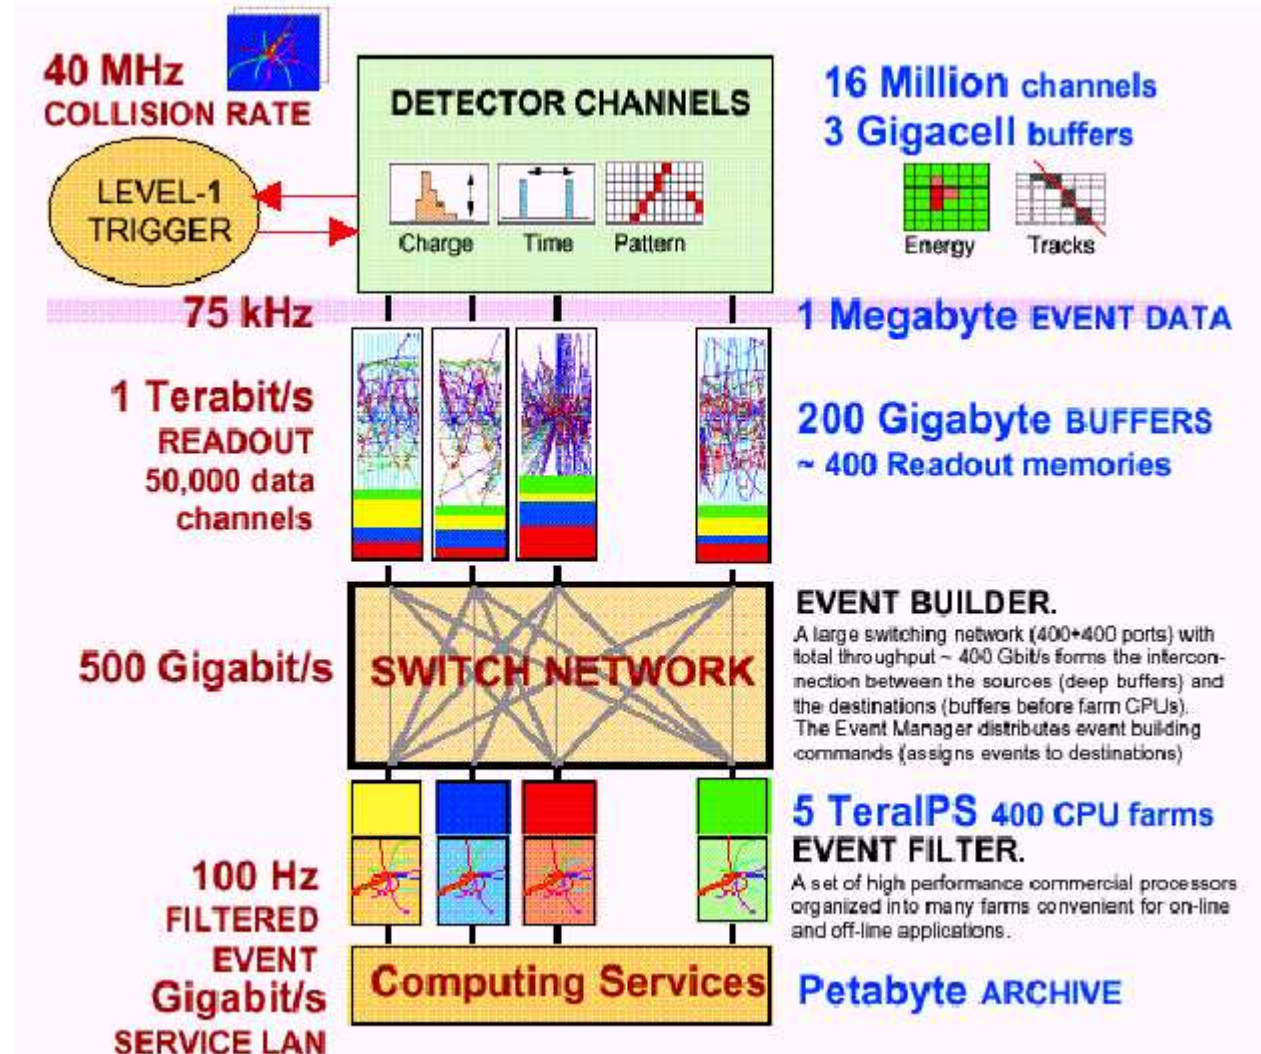 40 MHz
COLLISION RATE
DETECTOR CHANNELS
16 Million channels
3 Gigacell buffers
LEVEL-1
TRIGGER
Charge
Time
Pattern
Energy
Tracks
75 kHz
1 Megabyte EVENT DATA
1 Terabit/s
READOUT
50,000 data
channels
200 Gigabyte BUFFERS
~ 400 Readout memories
500 Gigabit/s
SWITCH NETWORK
EVENT BUILDER.
A large switching network (400+400 ports) with
total throughput ~ 400 Gbit/s forms the intercon-
nection between the sources (deep buffers) and
the destinations (buffers before farm CPUs).
The Event Manager distributes event building
commands (assigns events to destinations)
5 TeraIPS 400 CPU farms
EVENT FILTER.
A set of high performance commercial processors
organized into many farms convenient for on-line
and off-line applications.
100 Hz
FILTERED
EVENT
Gigabit/s
SERVICE LAN
Computing Services
Petabyte ARCHIVE